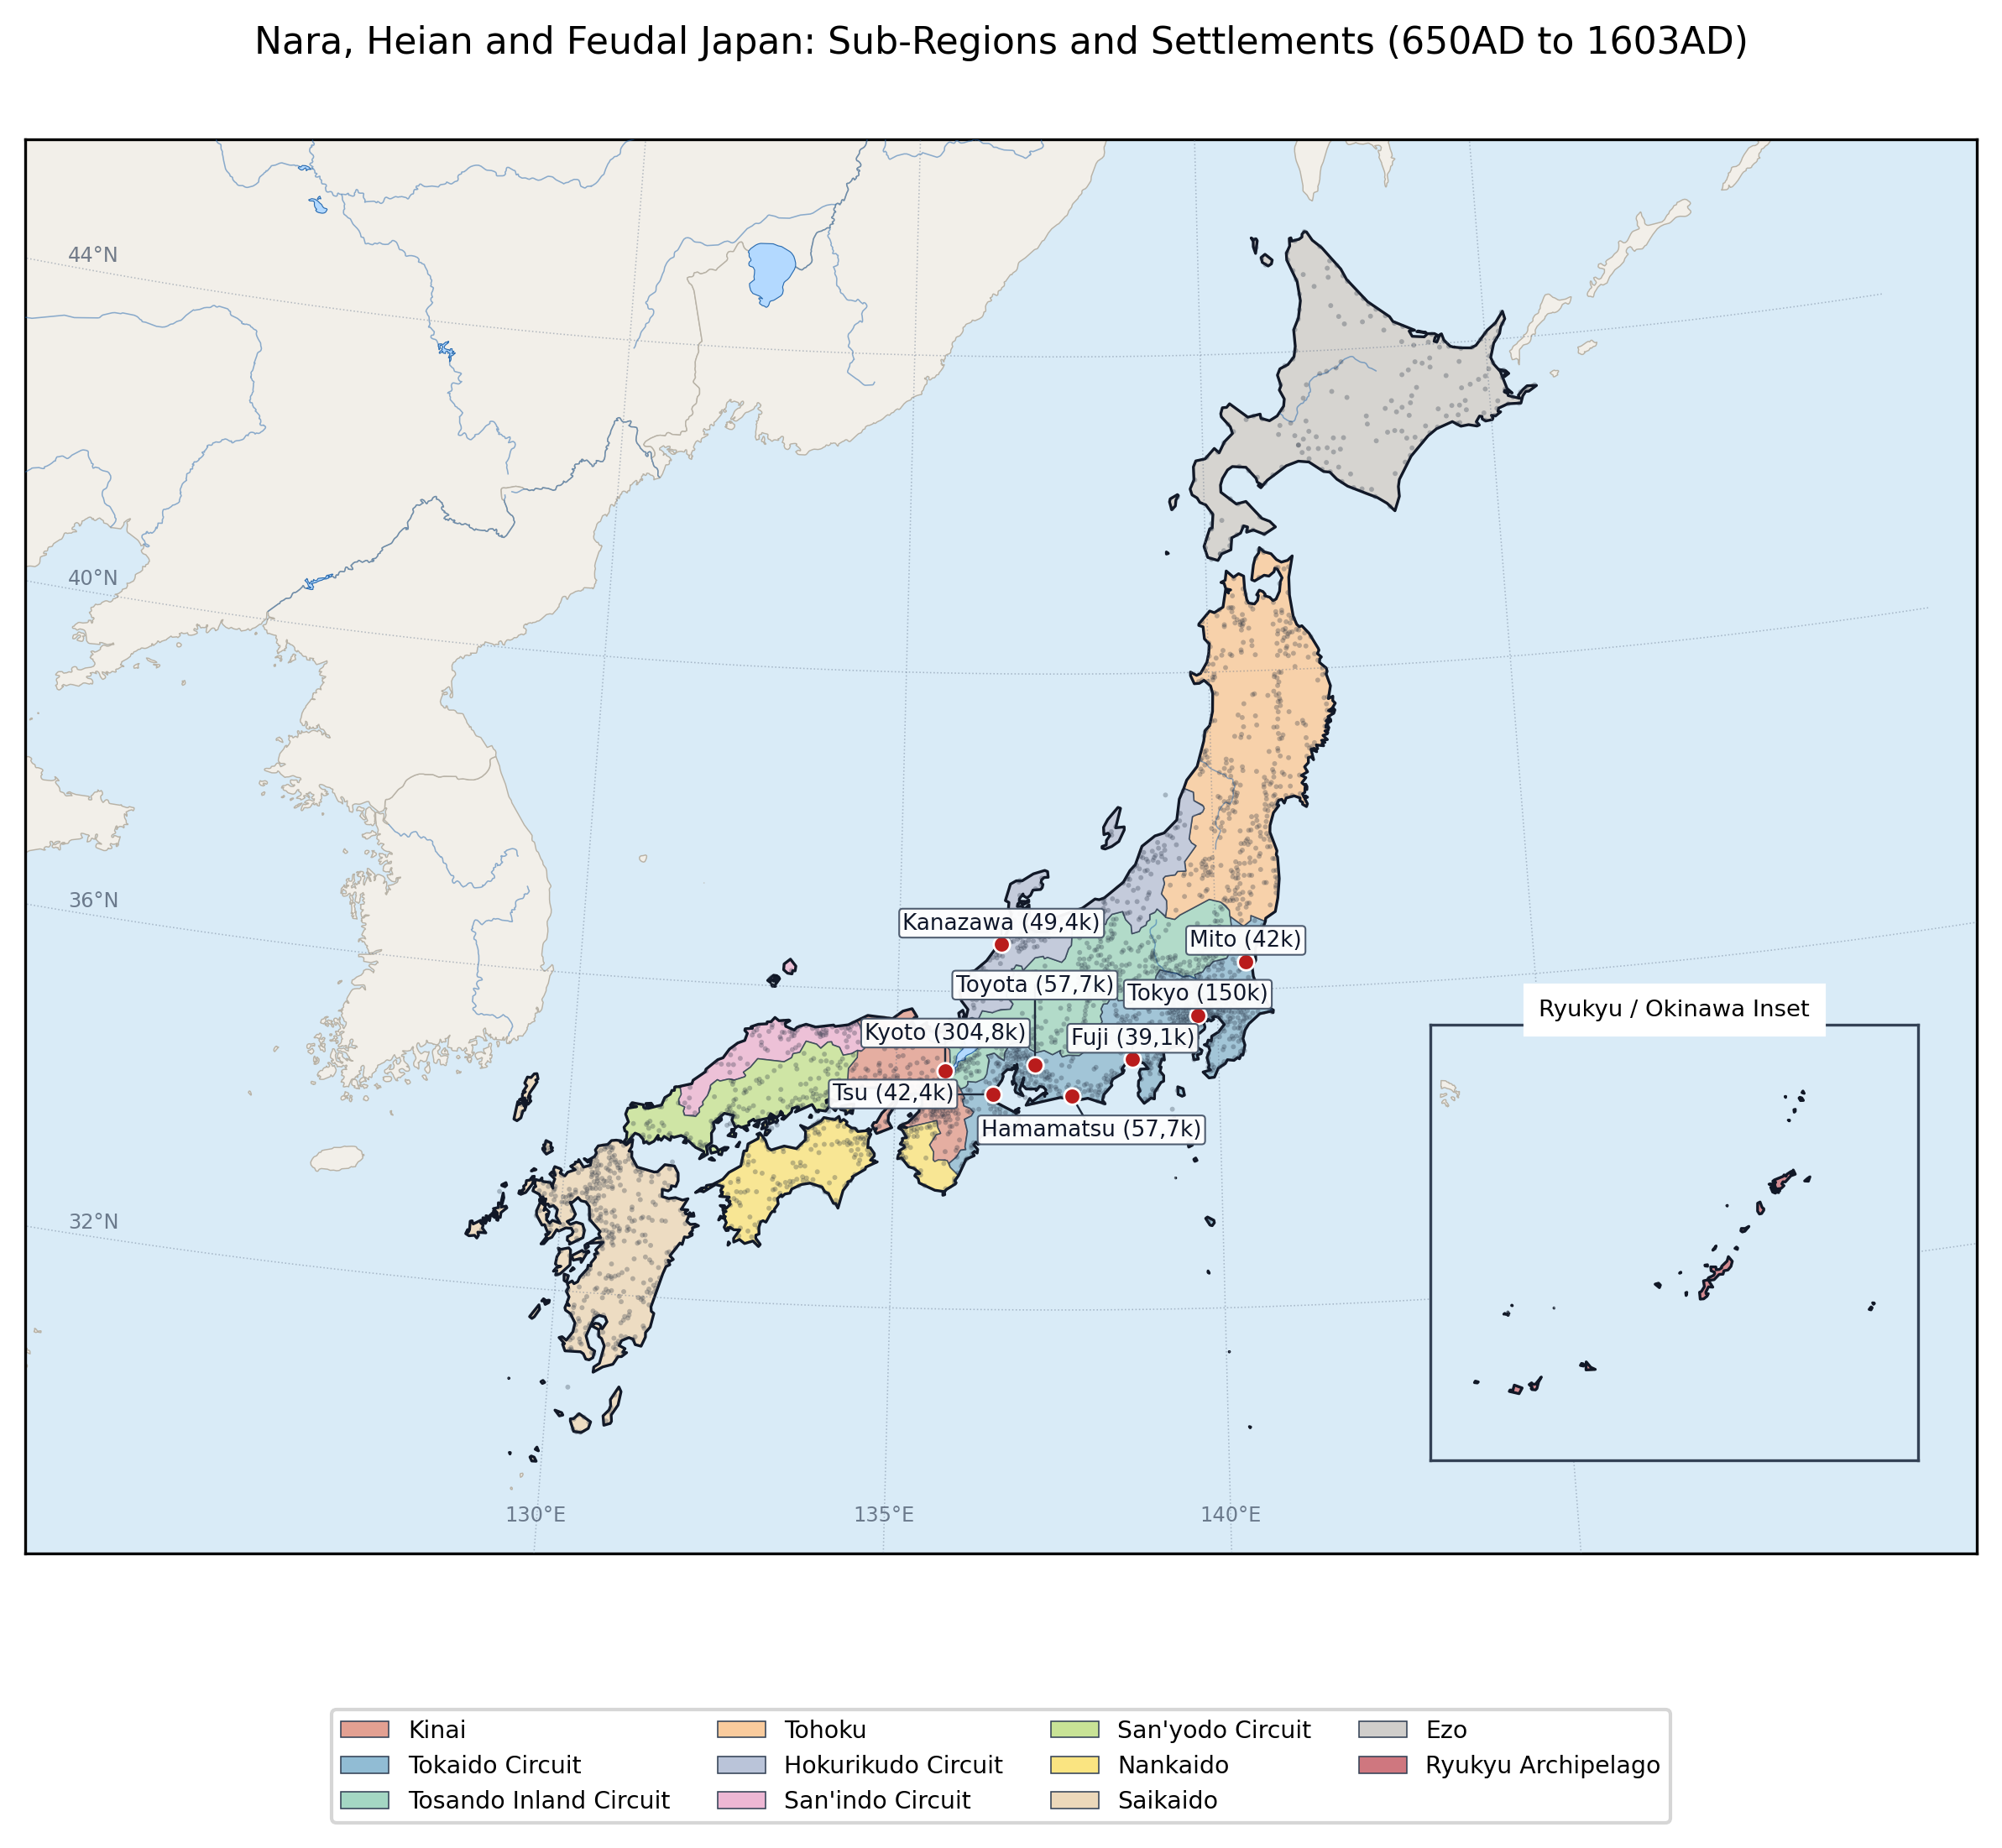 Nara, Heian and Feudal Japan: Sub-Regions and Settlements (650AD to 1603AD)
44°N
40°N
36°N
32°N
Kanazawa (49,4k)
Mito (42k)
Toyota (57,7k)
Tokyo (150k)
Kyoto (304,8k)
Fuji (39,1k)
Tsu (42,4k)
Hamamatsu (57,7k)
Ryukyu / Okinawa Inset
130°E
135°E
140°E
Kinai
Tokaido Circuit
Tosando Inland Circuit
Tohoku
Hokurikudo Circuit
San'indo Circuit
San'yodo Circuit
Nankaido
Saikaido
Ezo
Ryukyu Archipelago